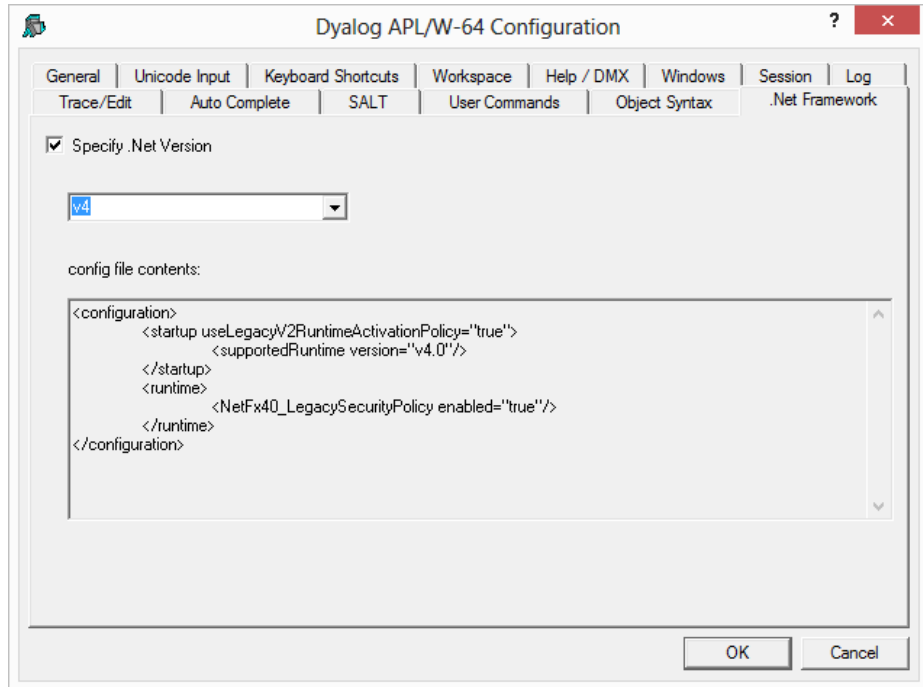 Dyalog APL/W-64 Configuration ? ×
General Unicode Input Keyboard Shortcuts Workspace Help / DMX Windows Session Log
Trace/Edit Auto Complete SALT User Commands Object Syntax .Net Framework
Specify .Net Version
v4
config file contents:
<configuration>
<startup useLegacyV2RuntimeActivationPolicy="true">
<supportedRuntime version="v4.0"/>
</startup>
<runtime>
<NetFx40_LegacySecurityPolicy enabled="true"/>
</runtime>
</configuration>
OK Cancel